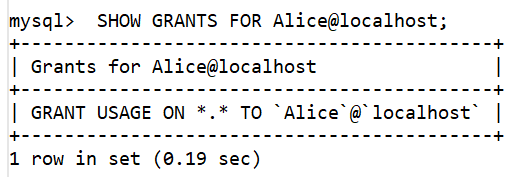 mysql>  SHOW GRANTS FOR Alice@localhost;
+-------------------------------------------+
| Grants for Alice@localhost                |
+-------------------------------------------+
| GRANT USAGE ON *.* TO `Alice`@`localhost` |
+-------------------------------------------+
1 row in set (0.19 sec)